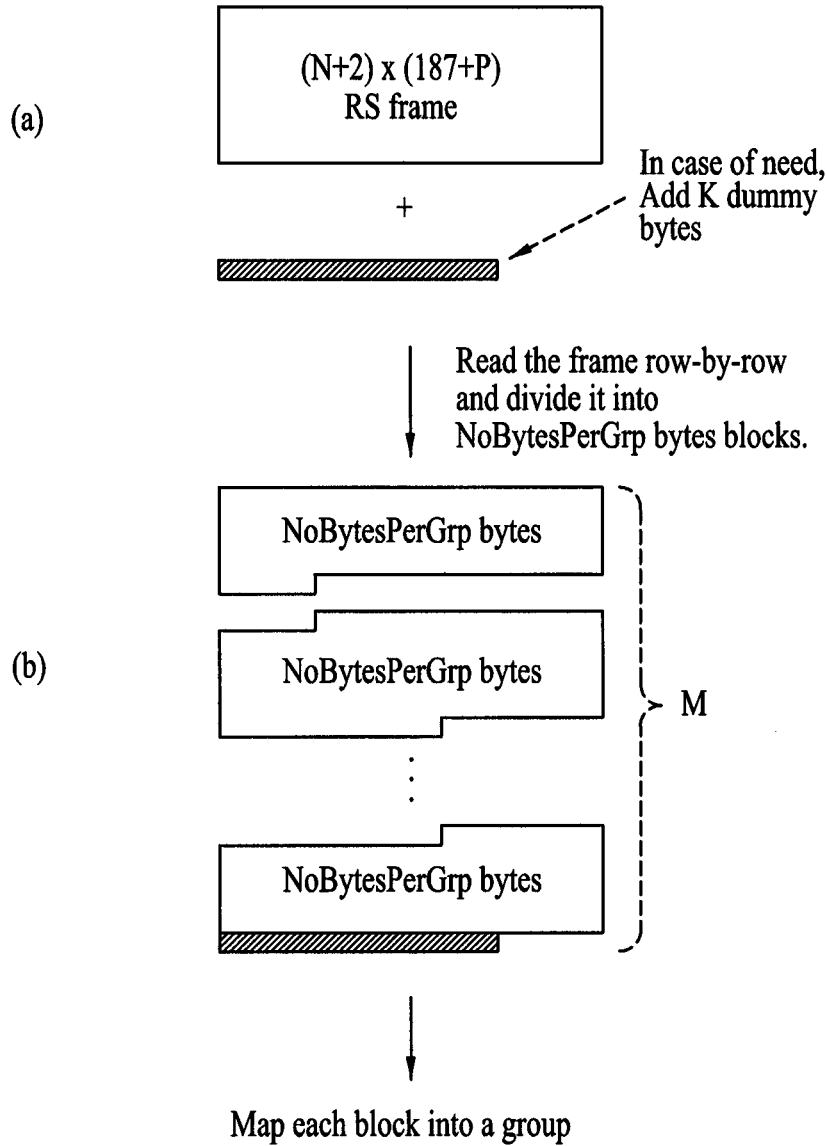 (a)
(N+2) x (187+P)
RS frame
+
In case of need,
Add K dummy
bytes
Read the frame row-by-row
and divide it into
NoBytesPerGrp bytes blocks.
(b)
NoBytesPerGrp bytes
NoBytesPerGrp bytes
M
NoBytesPerGrp bytes
Map each block into a group